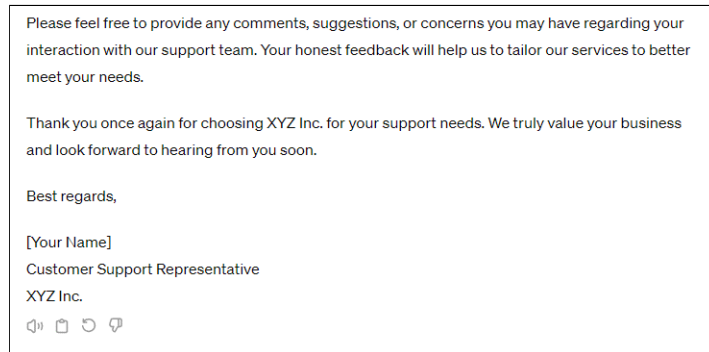 Please feel free to provide any comments, suggestions, or concerns you may have regarding your
interaction with our support team. Your honest feedback will help us to tailor our services to better
meet your needs.
Thank you once again for choosing XYZ Inc. for your support needs. We truly value your business
and look forward to hearing from you soon.
Best regards,
[Your Name]
Customer Support Representative
XYZ Inc.